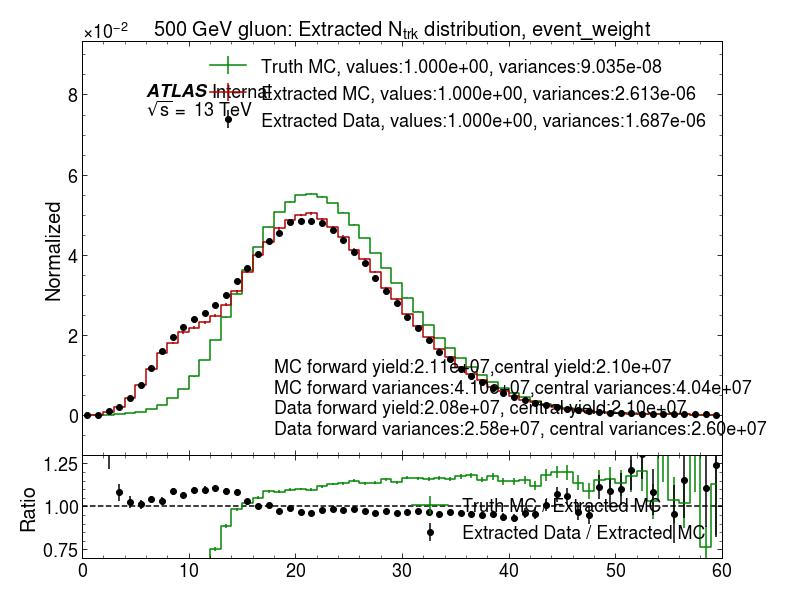 ×10⁻² 500 GeV gluon: Extracted Nₜᵣₖ distribution, event_weight
Truth MC, values:1.000e+00, variances:9.035e-08
ATLAS Internal
Extracted MC, values:1.000e+00, variances:2.613e-06
√s = 13 TeV
Extracted Data, values:1.000e+00, variances:1.687e-06
8
6
4
2
0
Normalized
MC forward yield:2.11e+07,central yield:2.10e+07
MC forward variances:4.10e+07,central variances:4.04e+07
Data forward yield:2.08e+07, central yield:2.10e+07
Data forward variances:2.58e+07, central variances:2.60e+07
1.25
1.00
0.75
Ratio
Truth MC / Extracted MC
Extracted Data / Extracted MC
0 10 20 30 40 50 60